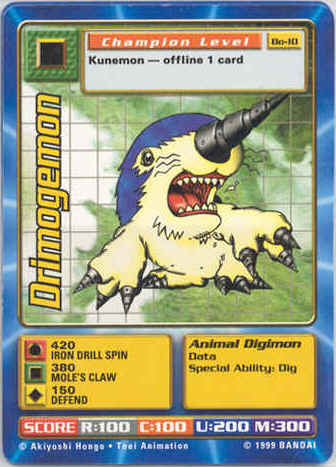 Champion Level
Bo-10
Kunemon — offline 1 card
Drimogemon
420
IRON DRILL SPIN
380
MOLE'S CLAW
150
DEFEND
Animal Digimon
Data
Special Ability: Dig
SCORE R:100 C:100 U:200 M:300
© Akiyoshi Hongo · Toei Animation © 1999 BANDAI